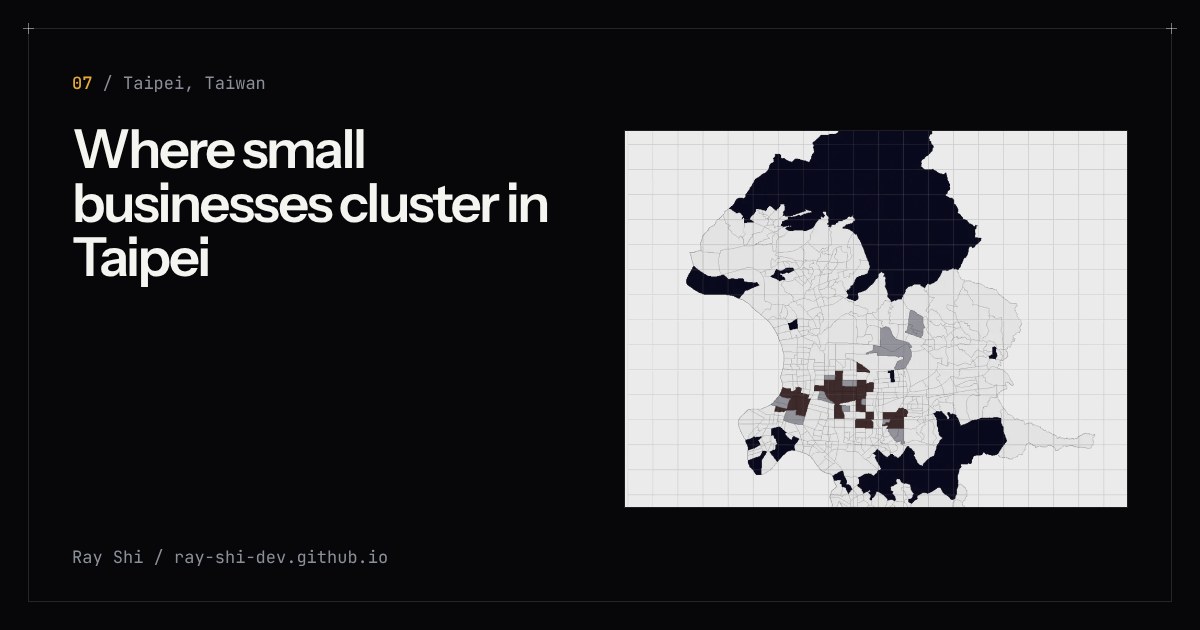 07 / Taipei, Taiwan
Where small
businesses cluster in
Taipei
Ray Shi / ray-shi-dev.github.io